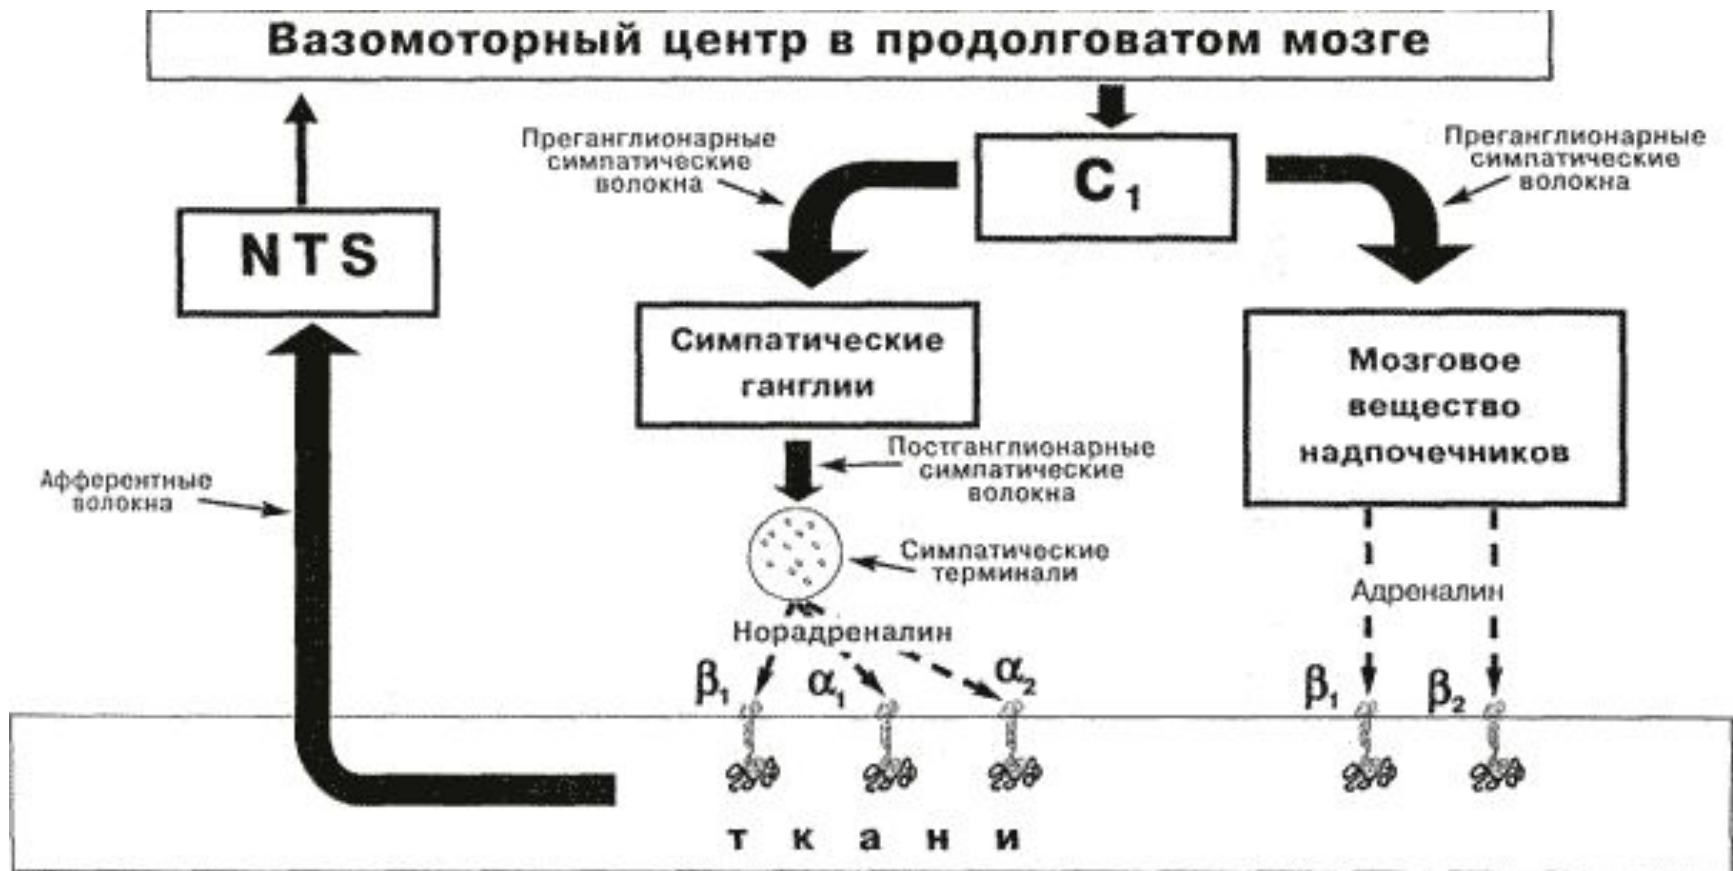 Вазомоторный центр в продолговатом мозге
Преганглионарные
симпатические
волокна
C₁
Преганглионарные
симпатические
волокна
NTS
Симпатические
ганглии
Мозговое
вещество
надпочечников
Афферентные
волокна
Постганглионарные
симпатические
волокна
Симпатические
терминали
Норадреналин
Адреналин
β₁
α₁
α₂
β₁
β₂
ткани